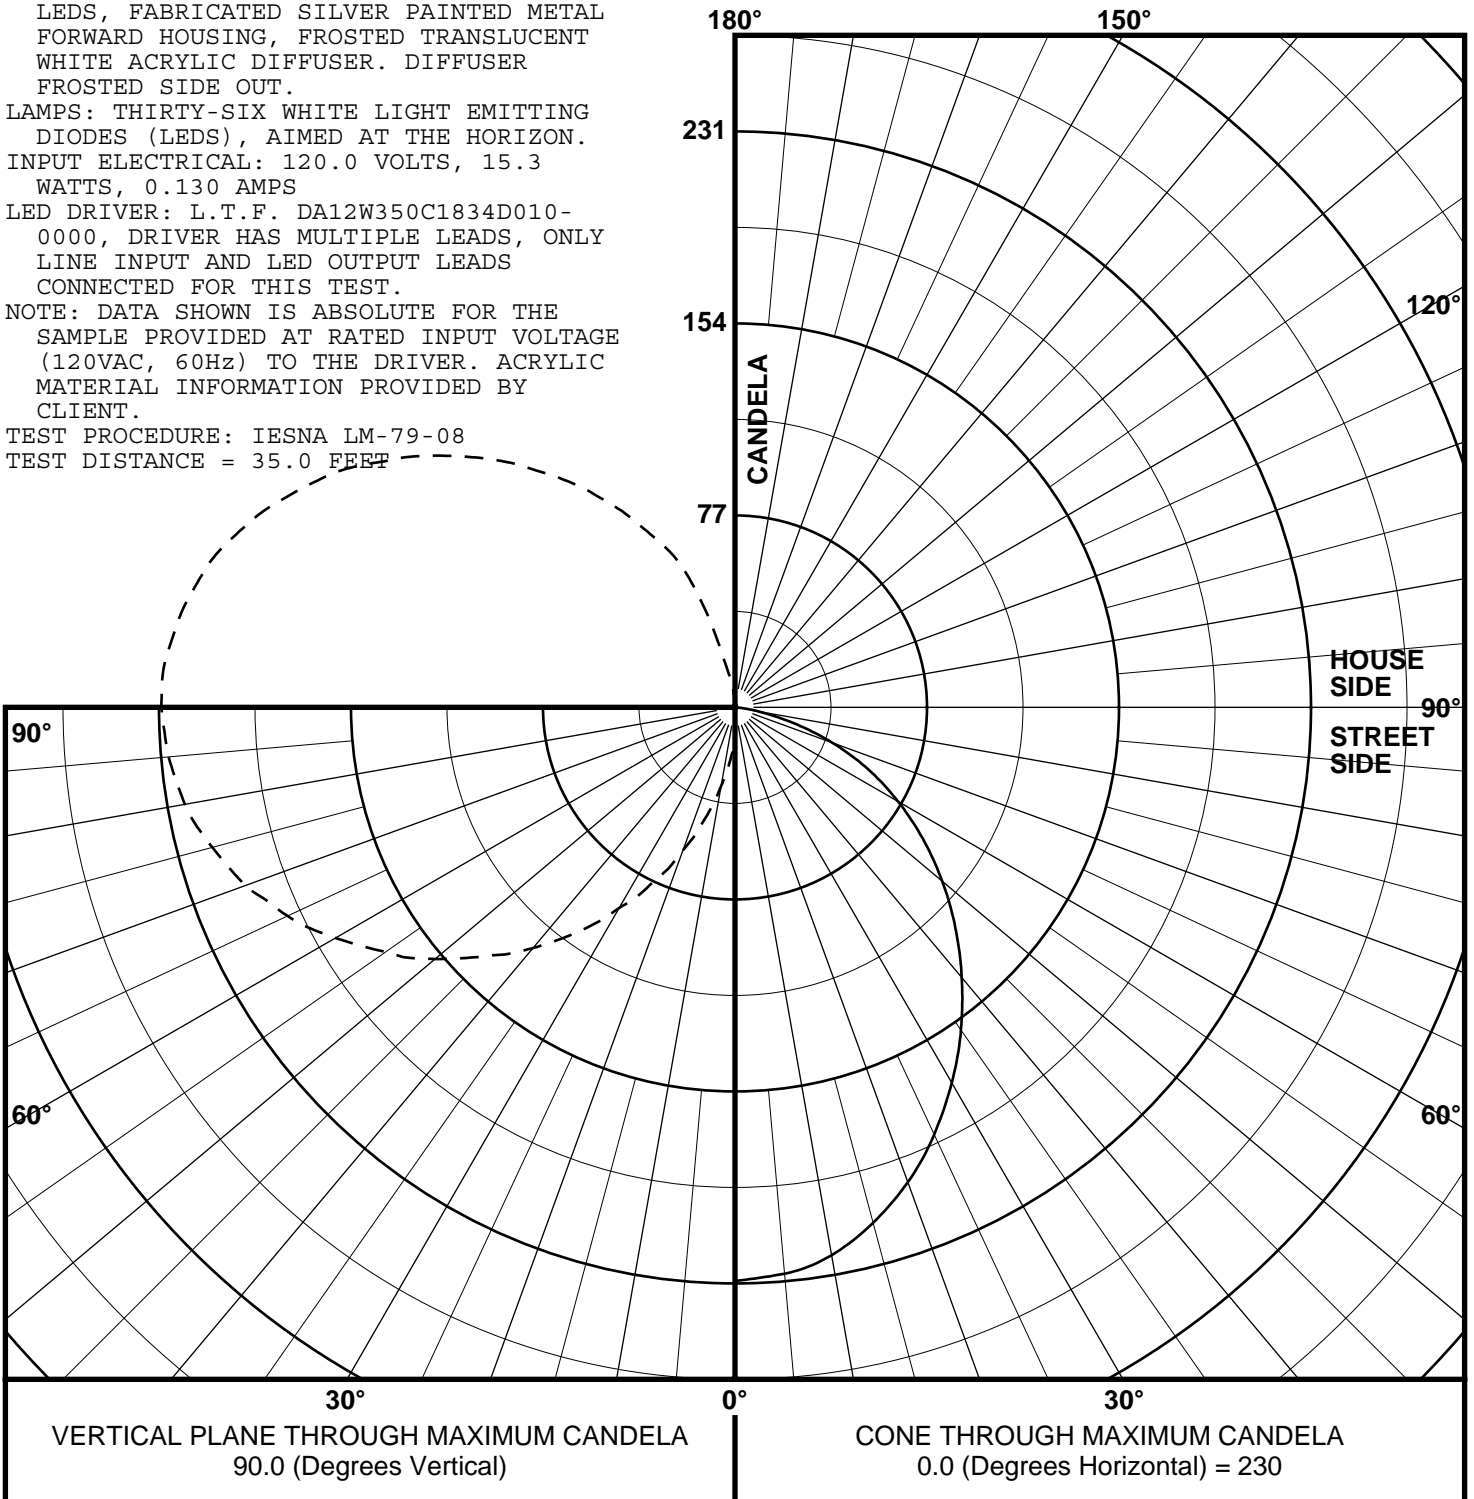 LEDS, FABRICATED SILVER PAINTED METAL
FORWARD HOUSING, FROSTED TRANSLUCENT
WHITE ACRYLIC DIFFUSER. DIFFUSER
FROSTED SIDE OUT.
LAMPS: THIRTY-SIX WHITE LIGHT EMITTING
DIODES (LEDS), AIMED AT THE HORIZON.
INPUT ELECTRICAL: 120.0 VOLTS, 15.3
WATTS, 0.130 AMPS
LED DRIVER: L.T.F. DA12W350C1834D010-
0000, DRIVER HAS MULTIPLE LEADS, ONLY
LINE INPUT AND LED OUTPUT LEADS
CONNECTED FOR THIS TEST.
NOTE: DATA SHOWN IS ABSOLUTE FOR THE
SAMPLE PROVIDED AT RATED INPUT VOLTAGE
(120VAC, 60Hz) TO THE DRIVER. ACRYLIC
MATERIAL INFORMATION PROVIDED BY
CLIENT.
TEST PROCEDURE: IESNA LM-79-08
TEST DISTANCE = 35.0 FEET
180°
150°
231
120°
154
CANDELA
77
HOUSE
SIDE
90°
90°
STREET
SIDE
60°
60°
30°
0°
30°
VERTICAL PLANE THROUGH MAXIMUM CANDELA
90.0 (Degrees Vertical)
CONE THROUGH MAXIMUM CANDELA
0.0 (Degrees Horizontal) = 230